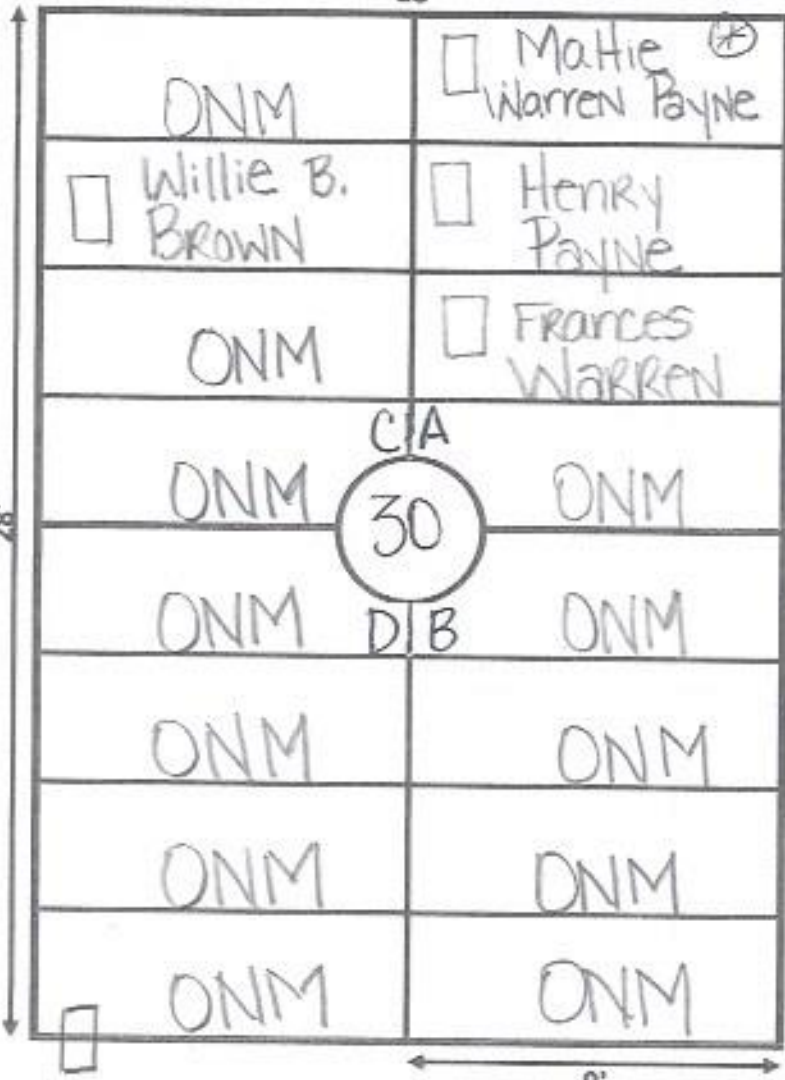 ONM
Mattie
Warren Payne
Willie B.
BROWN
Henry
Payne
ONM
Frances
WARREN
C A
ONM
30
ONM
ONM
D B
ONM
ONM
ONM
ONM
ONM
ONM
ONM